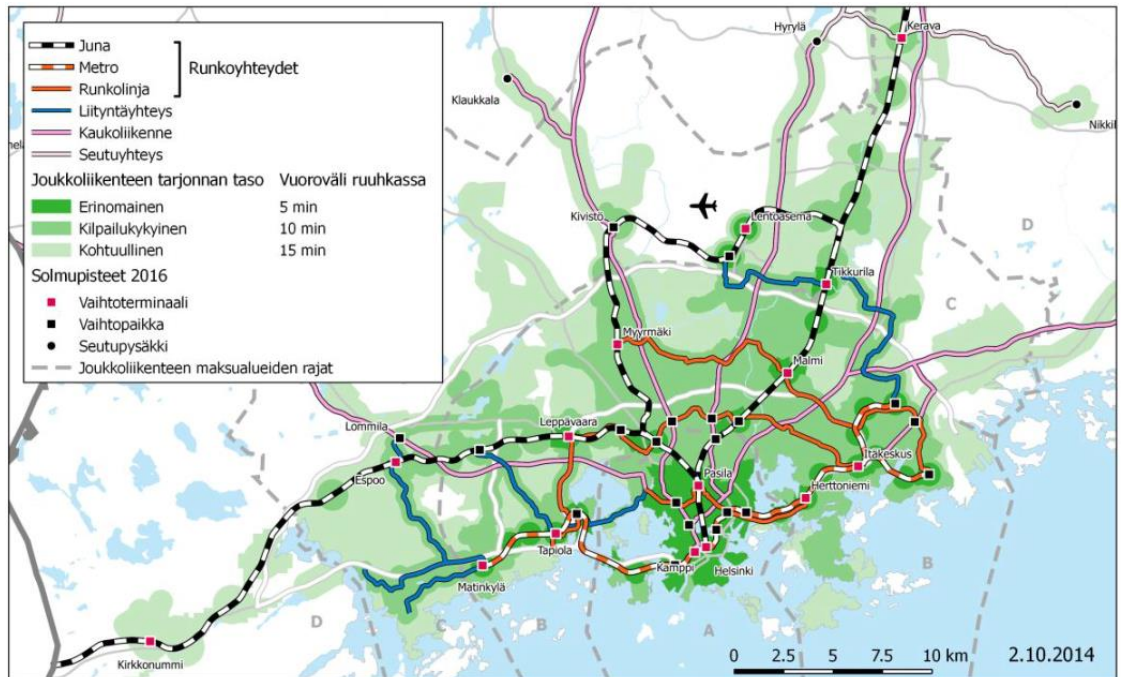 Juna
Metro
Runkolinja
Runkoyhteydet
Liityntäyhteys
Kaukoliikenne
Seutuyhteys
Joukkoliikenteen tarjonnan taso Vuoroväli ruuhkassa
Erinomainen 5 min
Kilpailukykyinen 10 min
Kohtuullinen 15 min
Solmupisteet 2016
Vaihtoterminaali
Vaihtopaikka
Seutupysäkki
Joukkoliikenteen maksualueiden rajat
Hyrylä
Kerava
Klaukkala
Nikkil
Kivistö
Lentoasema
D
Tikkurila
C
Myyrmäki
Malmi
Lommila
Leppävaara
Espoo
Itäkeskus
Pasila
Herttoniemi
Tapiola
Matinkylä
Kamppi
Helsinki
B
D
C
B
A
Kirkkonummi
0 2.5 5 7.5 10 km
2.10.2014